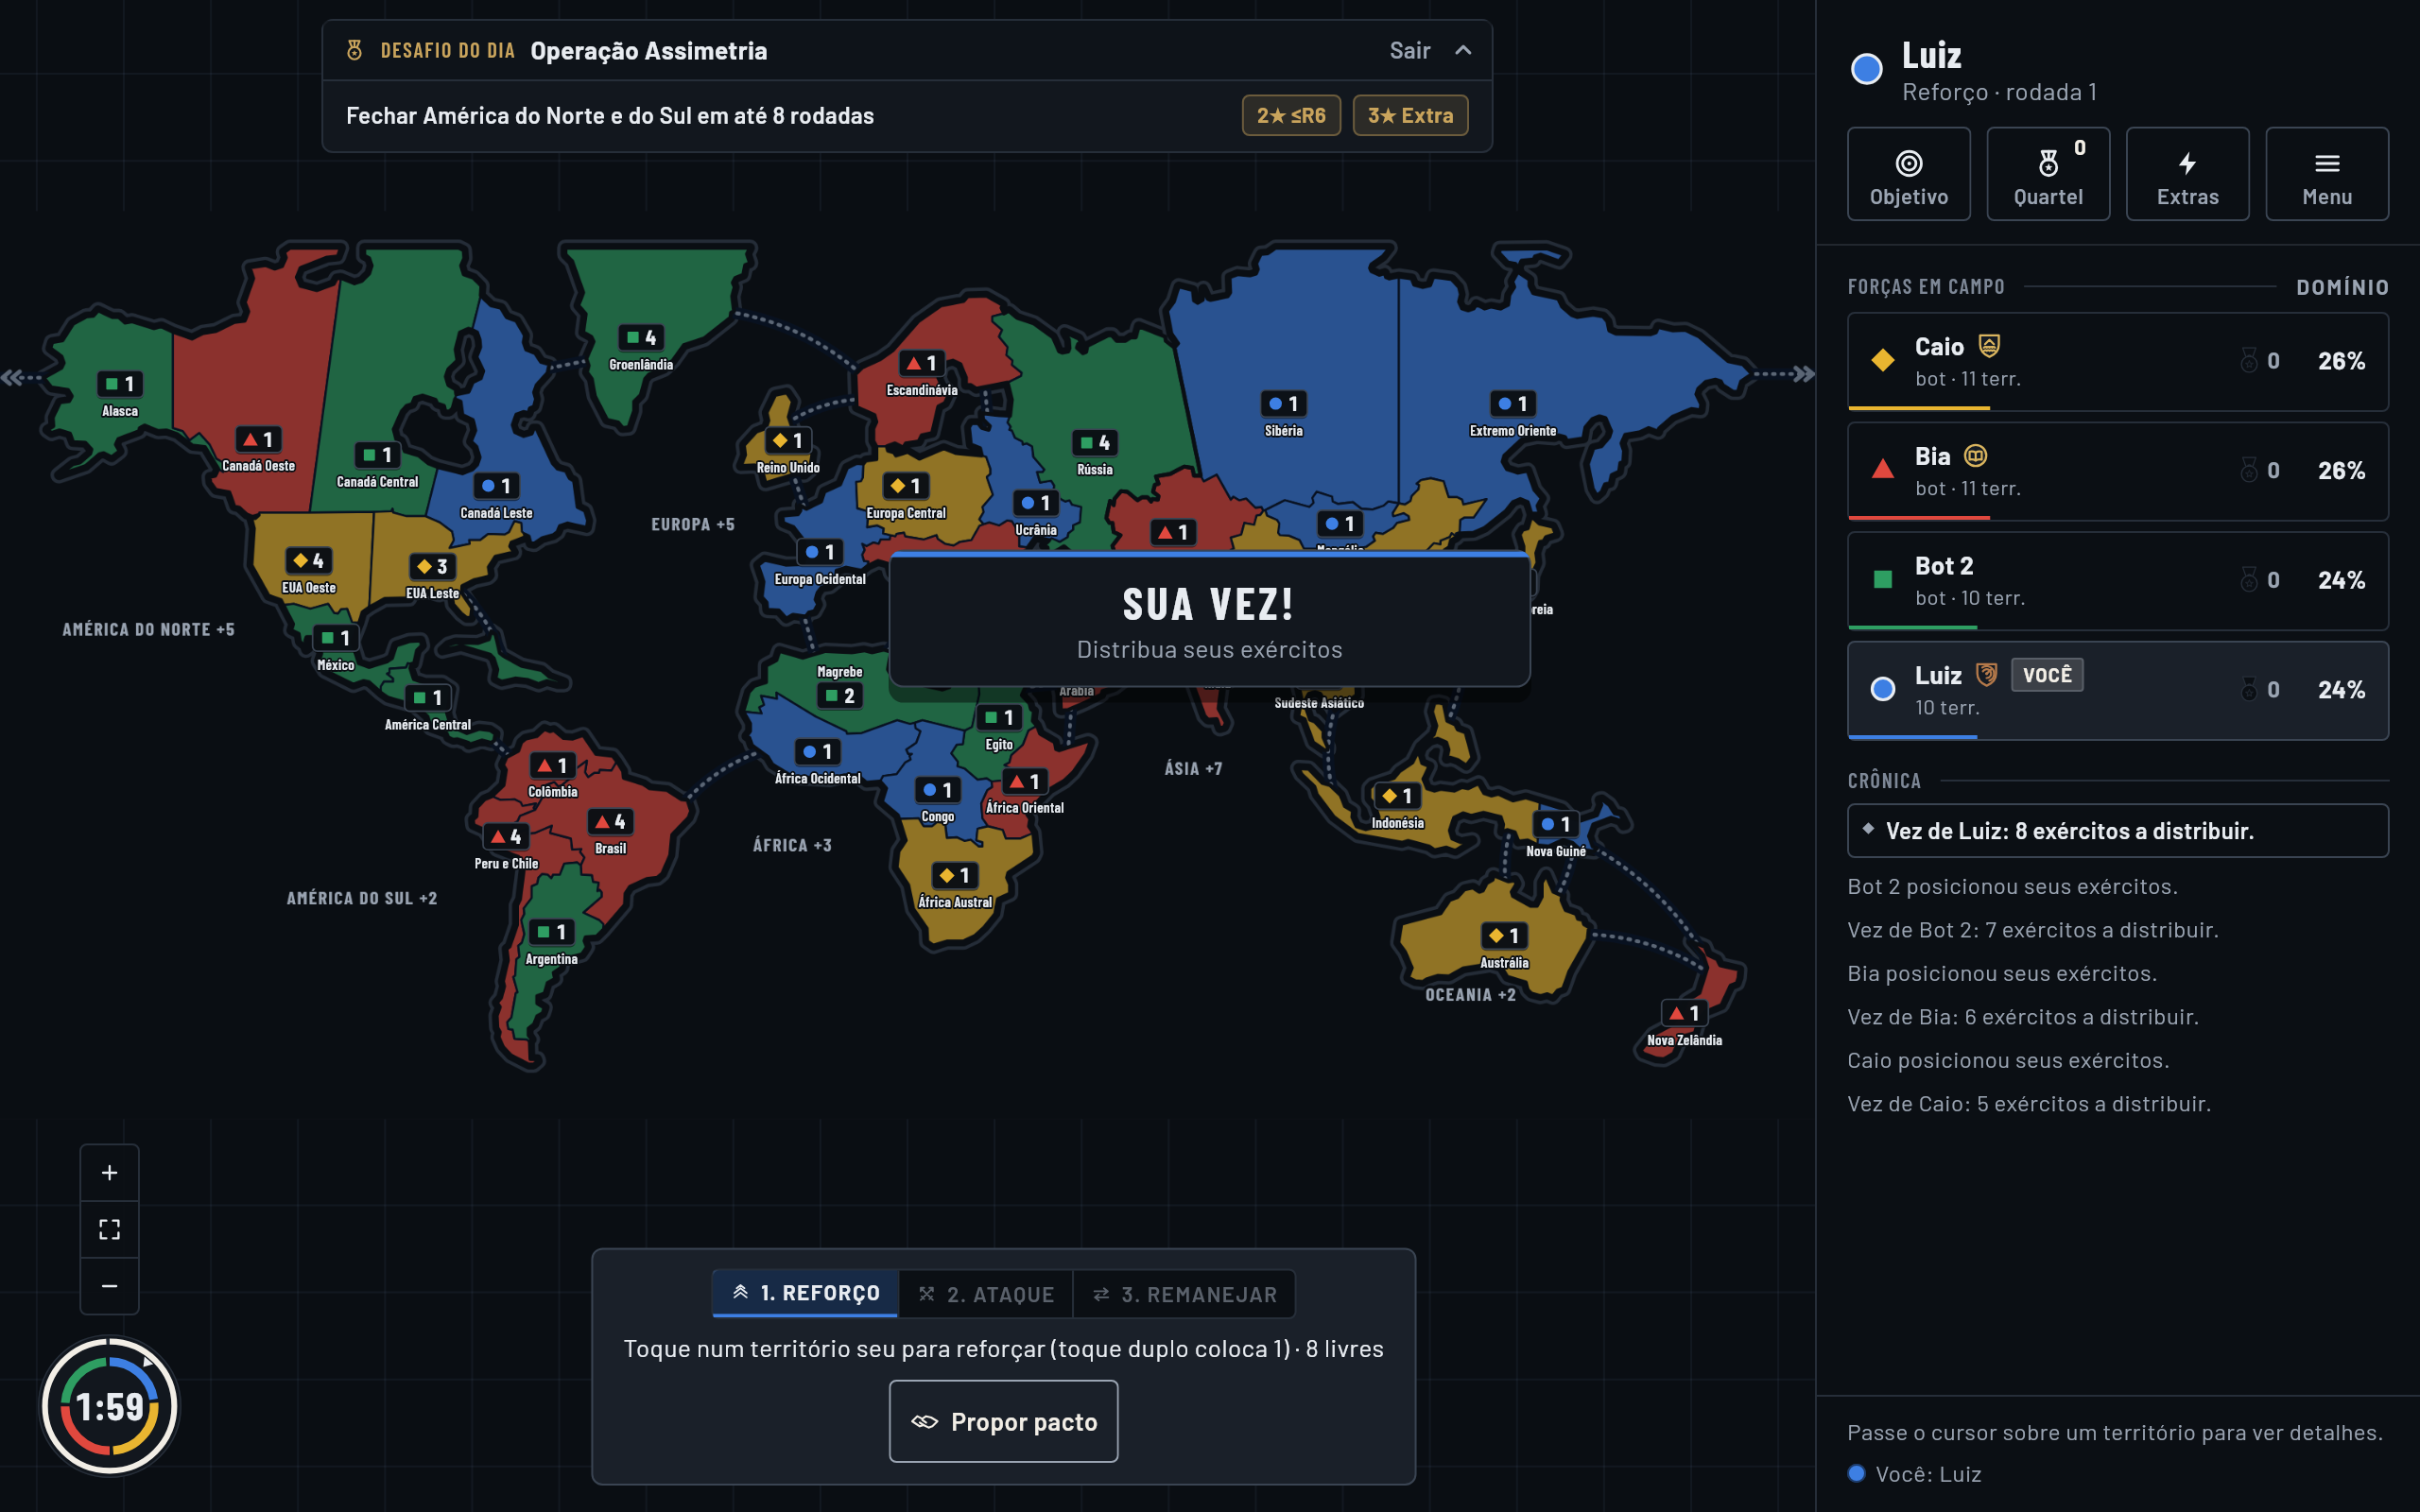 DESAFIO DO DIA Operação Assimetria Sair
Fechar América do Norte e do Sul em até 8 rodadas 2★ ≤R6 3★ Extra
Luiz
Reforço · rodada 1
Objetivo
0
Quartel
Extras
Menu
FORÇAS EM CAMPO DOMÍNIO
Caio
bot · 11 terr.
0 26%
Bia
bot · 11 terr.
0 26%
Bot 2
bot · 10 terr.
0 24%
Luiz VOCÊ
10 terr.
0 24%
CRÔNICA
Vez de Luiz: 8 exércitos a distribuir.
Bot 2 posicionou seus exércitos.
Vez de Bot 2: 7 exércitos a distribuir.
Bia posicionou seus exércitos.
Vez de Bia: 6 exércitos a distribuir.
Caio posicionou seus exércitos.
Vez de Caio: 5 exércitos a distribuir.
Passe o cursor sobre um território para ver detalhes.
Você: Luiz
1
Alasca
1
Canadá Oeste
1
Canadá Central
1
Canadá Leste
4
Groenlândia
4
EUA Oeste
3
EUA Leste
1
México
1
América Central
AMÉRICA DO NORTE +5
1
Colômbia
4
Peru e Chile
4
Brasil
1
Argentina
AMÉRICA DO SUL +2
1
Escandinávia
1
Reino Unido
1
Europa Central
1
Ucrânia
4
Rússia
1
Europa Ocidental
EUROPA +5
1
Sibéria
1
Extremo Oriente
1
1
SUA VEZ!
Distribua seus exércitos
Arábia
Sudeste Asiático
ÁSIA +7
Magrebe
2
1
Egito
1
África Ocidental
1
Congo
1
África Oriental
1
África Austral
ÁFRICA +3
1
Indonésia
1
Nova Guiné
1
Austrália
OCEANIA +2
1
Nova Zelândia
+
−
1:59
1. REFORÇO 2. ATAQUE 3. REMANEJAR
Toque num território seu para reforçar (toque duplo coloca 1) · 8 livres
Propor pacto